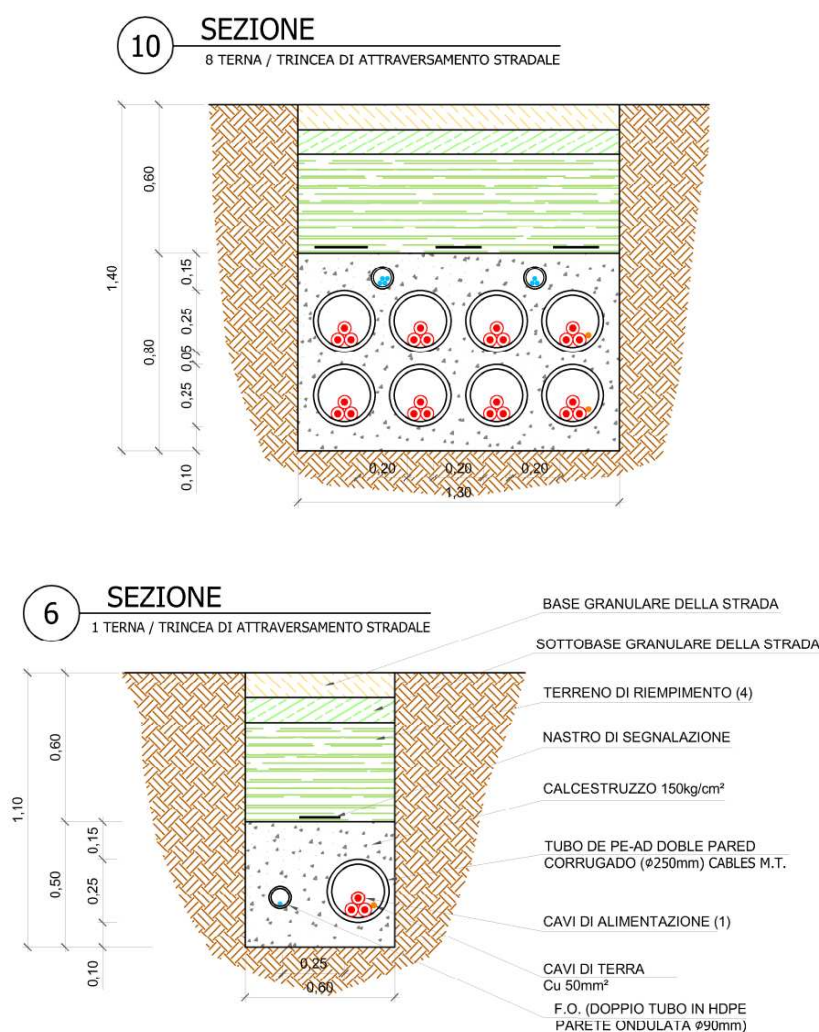 10
SEZIONE
8 TERNA / TRINCEA DI ATTRAVERSAMENTO STRADALE
1,40
0,60
0,80
0,15
0,25
0,05
0,25
0,10
0,20 0,20 0,20
1,30
6
SEZIONE
1 TERNA / TRINCEA DI ATTRAVERSAMENTO STRADALE
1,10
0,60
0,50
0,15
0,25
0,10
0,25
0,60
BASE GRANULARE DELLA STRADA
SOTTOBASE GRANULARE DELLA STRADA
TERRENO DI RIEMPIMENTO (4)
NASTRO DI SEGNALAZIONE
CALCESTRUZZO 150kg/cm²
TUBO DE PE-AD DOBLE PARED
CORRUGADO (φ250mm) CABLES M.T.
CAVI DI ALIMENTAZIONE (1)
CAVI DI TERRA
Cu 50mm²
F.O. (DOPPIO TUBO IN HDPE
PARETE ONDULATA φ90mm)